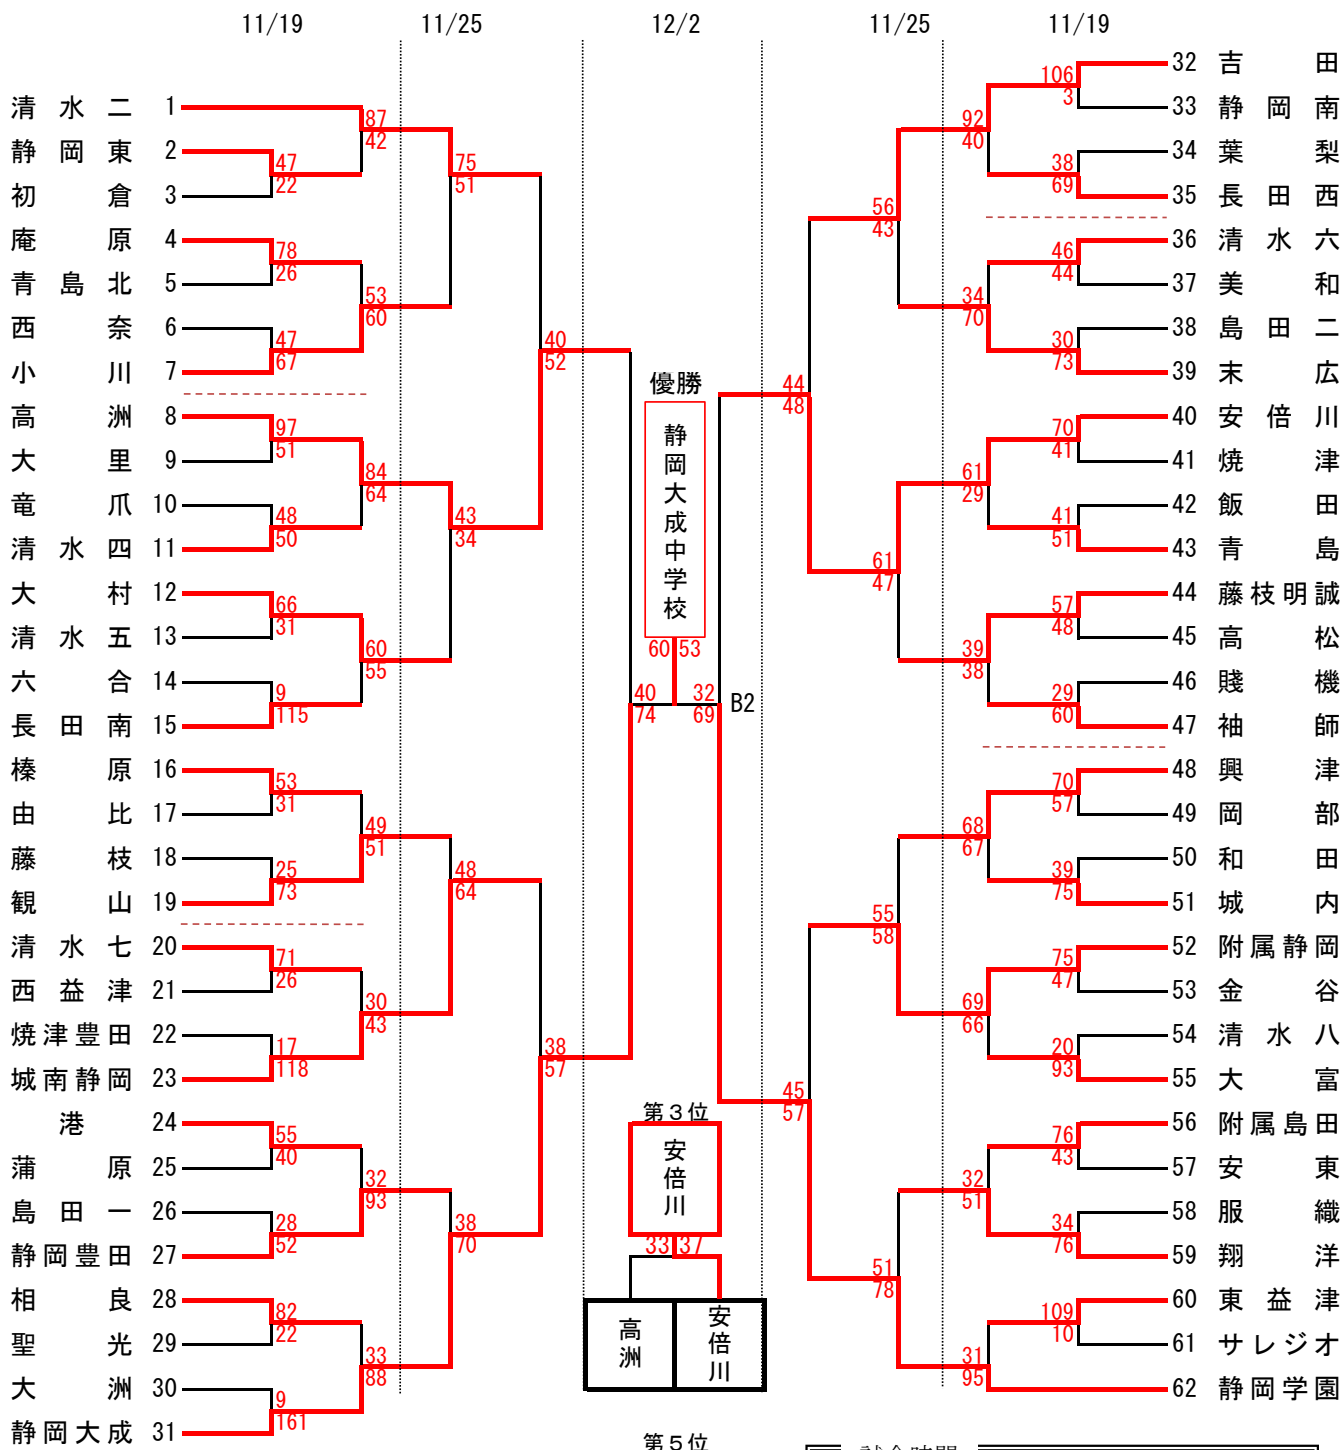 11/19 11/25 12/2 11/25 11/19
清水二 1
静岡東 2
初倉 3
庵原 4
青島北 5
西奈 6
小川 7
高洲 8
大里 9
竜爪 10
清水四 11
大村 12
清水五 13
六合 14
長田南 15
榛原 16
由比 17
藤枝 18
観山 19
清水七 20
西益津 21
焼津豊田 22
城南静岡 23
港 24
蒲原 25
島田一 26
静岡豊田 27
相良 28
聖光 29
大洲 30
静岡大成 31
87
42
47
22
78
26
53
60
47
67
97
51
84
64
48
50
66
31
60
55
9
115
53
31
49
51
25
73
71
26
30
43
17
118
55
40
32
93
28
52
82
22
33
88
9
161
75
51
43
34
48
64
38
70
40
52
38
57
優勝
静岡大成中学校
60 53
40
74
32
69
B2
第3位
安倍川
33 37
高洲
安倍川
第5位
44
48
45
57
56
43
61
47
55
58
51
78
92
40
34
70
61
29
39
38
68
67
69
66
32
51
31
95
106
3
38
69
46
44
30
73
70
41
41
51
57
48
29
60
70
57
39
75
75
47
20
93
76
43
34
76
109
10
32 吉田
33 静岡南
34 葉梨
35 長田西
36 清水六
37 美和
38 島田二
39 末広
40 安倍川
41 焼津
42 飯田
43 青島
44 藤枝明誠
45 高松
46 賤機
47 袖師
48 興津
49 岡部
50 和田
51 城内
52 附属静岡
53 金谷
54 清水八
55 大富
56 附属島田
57 安東
58 服織
59 翔洋
60 東益津
61 サレジオ
62 静岡学園
試合時間